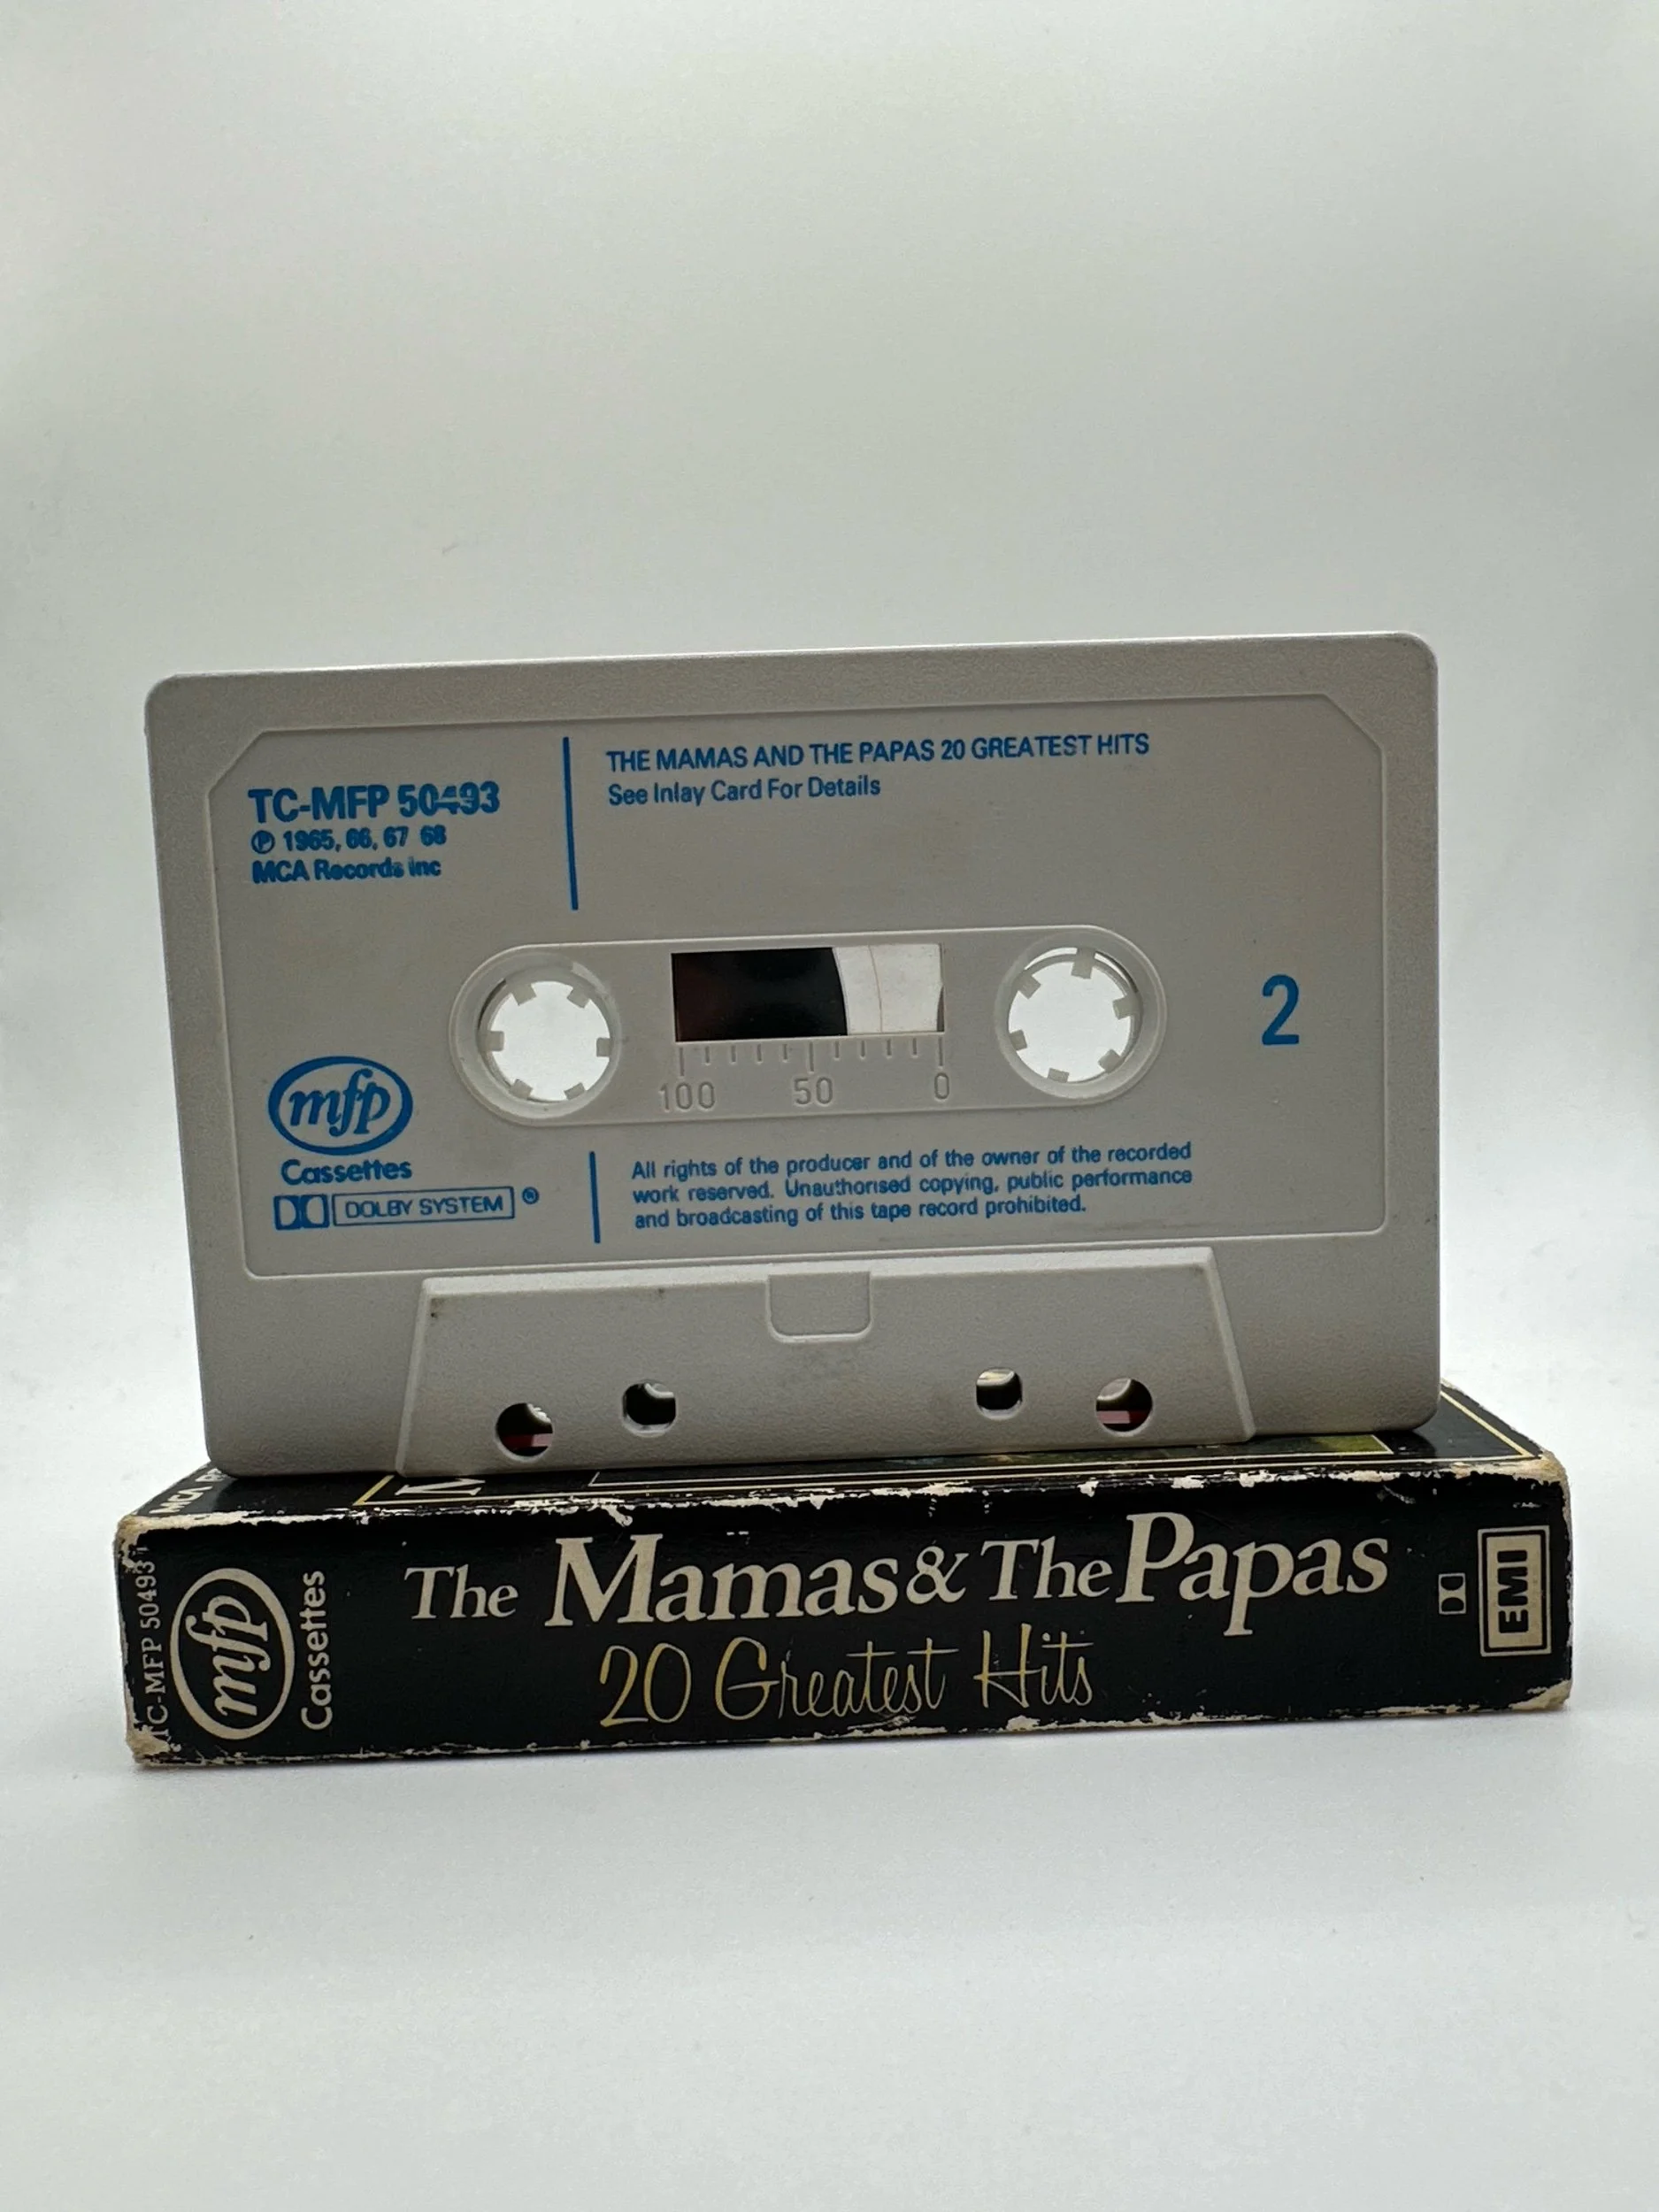 TC-MFP 50493
℗ 1965, 66, 67 68
MCA Records Inc
THE MAMAS AND THE PAPAS 20 GREATEST HITS
See Inlay Card For Details
2
100 50 0
mfp
Cassettes
DOLBY SYSTEM ®
All rights of the producer and of the owner of the recorded
work reserved. Unauthorised copying, public performance
and broadcasting of this tape record prohibited.
MCA
M
TC-MFP 50493
mfp
Cassettes
The Mamas & The Papas
20 Greatest Hits
EMI